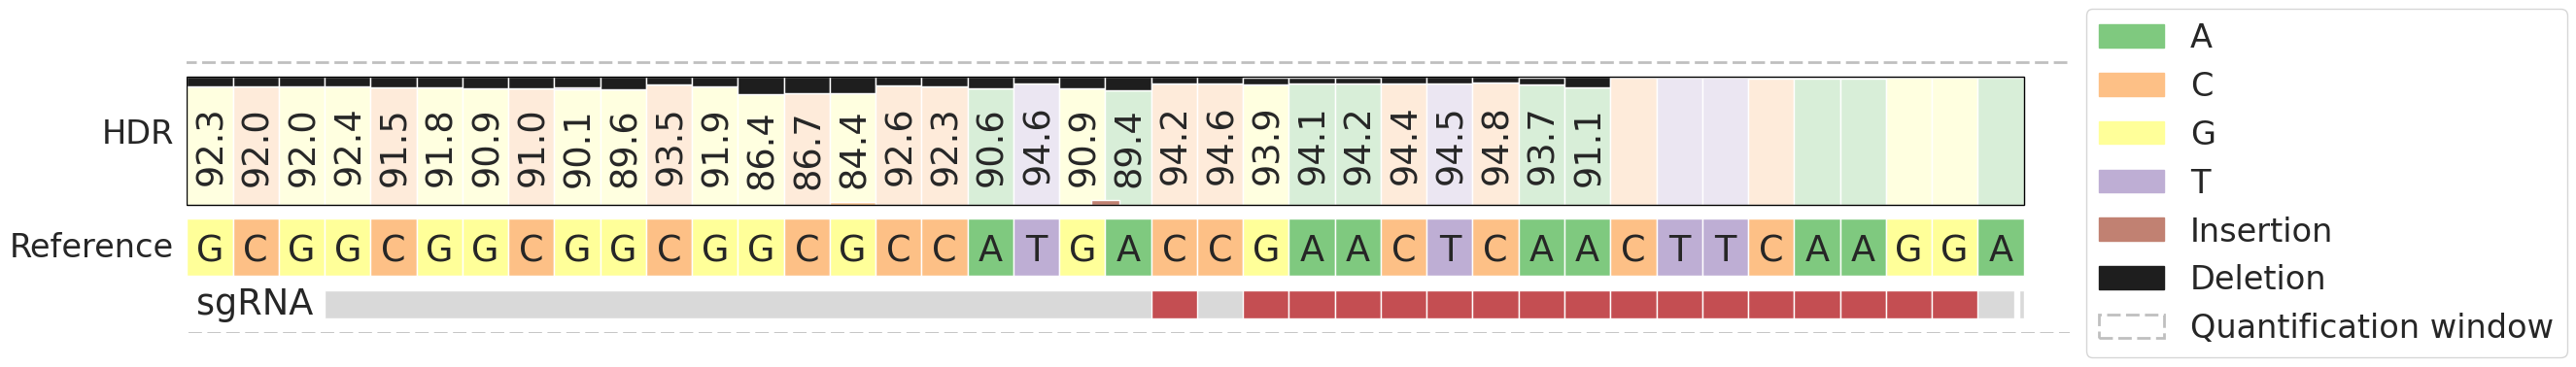 HDR 92.3 92.0 92.0 92.4 91.5 91.8 90.9 91.0 90.1 89.6 93.5 91.9 86.4 86.7 84.4 92.6 92.3 90.6 94.6 90.9 89.4 94.2 94.6 93.9 94.1 94.2 94.4 94.5 94.8 93.7 91.1
Reference G C G G C G G C G G C G G C G C C A T G A C C G A A C T C A A C T T C A A G G A
sgRNA
A
C
G
T
Insertion
Deletion
Quantification window